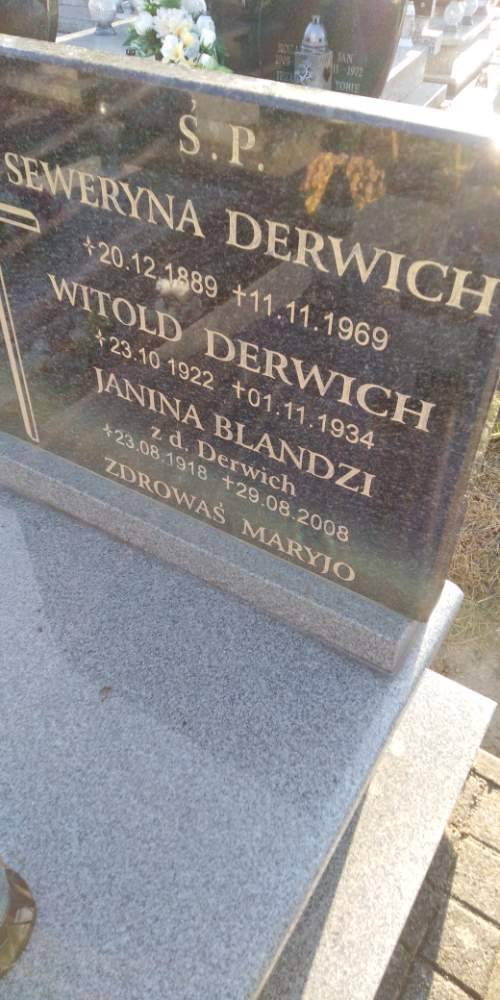 Ś.P.
SEWERYNA DERWICH
20.12.1889 +11.11.1969
WITOLD DERWICH
23.10 1922 +01.11.1934
JANINA BLANDZI
z d. Derwich
23.08.1918 +29.08.2008
ZDROWAŚ MARYJO